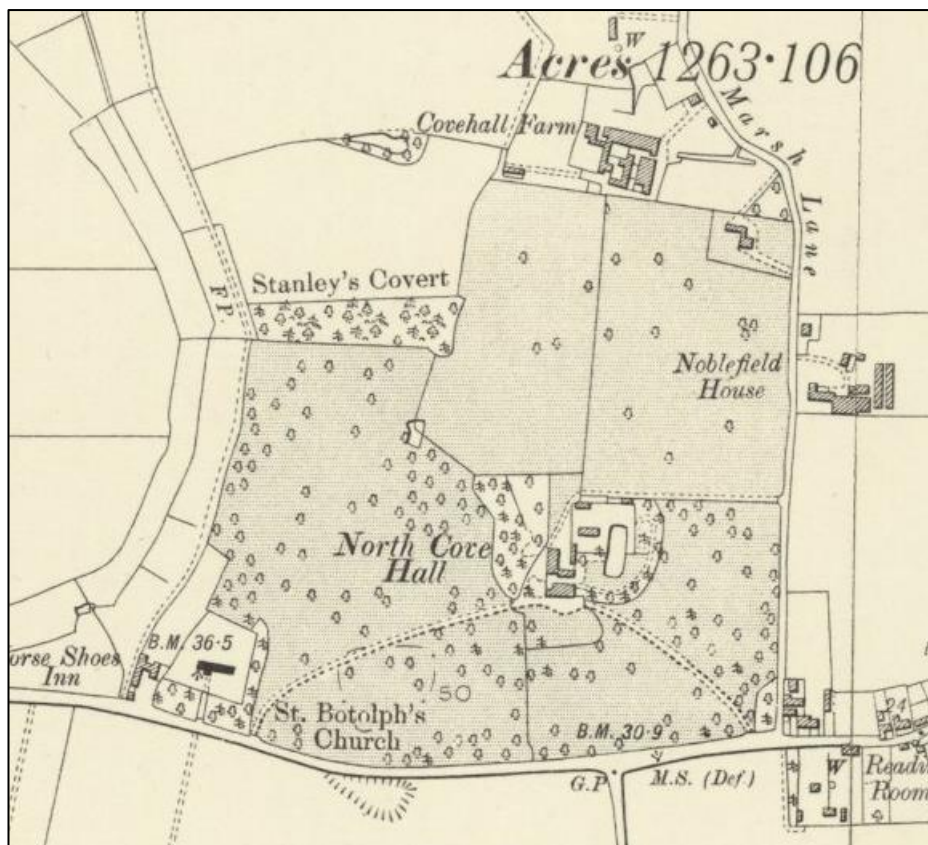 W
Acres 1263·106
Marsh Lane
Covehall Farm
Stanley's Covert
F.P.
Noblefield
House
North Cove
Hall
B.M. 36·5
orse Shoes
Inn
50
St. Botolph's
Church
B.M. 30·9
24
G.P
M.S. (Def.)
W
Readi
Room